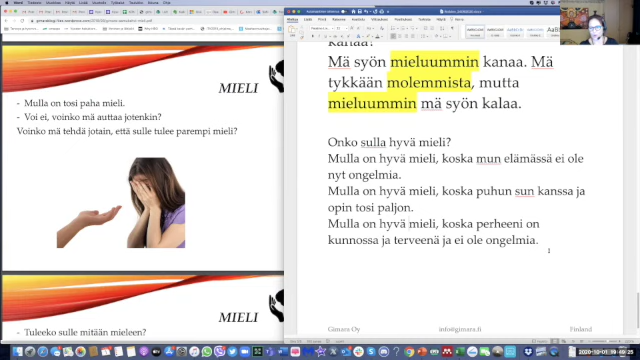 MIELI
- Mulla on tosi paha mieli.
- Voi ei, voinko mä auttaa jotenkin?
Voinko mä tehdä jotain, että sulle tulee parempi mieli?
MIELI
- Tuleeko sulle mitään mieleen?
kanaa?
Mä syön mieluummin kanaa. Mä
tykkään molemmista, mutta
mieluummin mä syön kalaa.
Onko sulla hyvä mieli?
Mulla on hyvä mieli, koska mun elämässä ei ole
nyt ongelmia.
Mulla on hyvä mieli, koska puhun sun kanssa ja
opin tosi paljon.
Mulla on hyvä mieli, koska perheeni on
kunnossa ja terveenä ja ei ole ongelmia.
Gimara Oy info@gimara.fi Finland